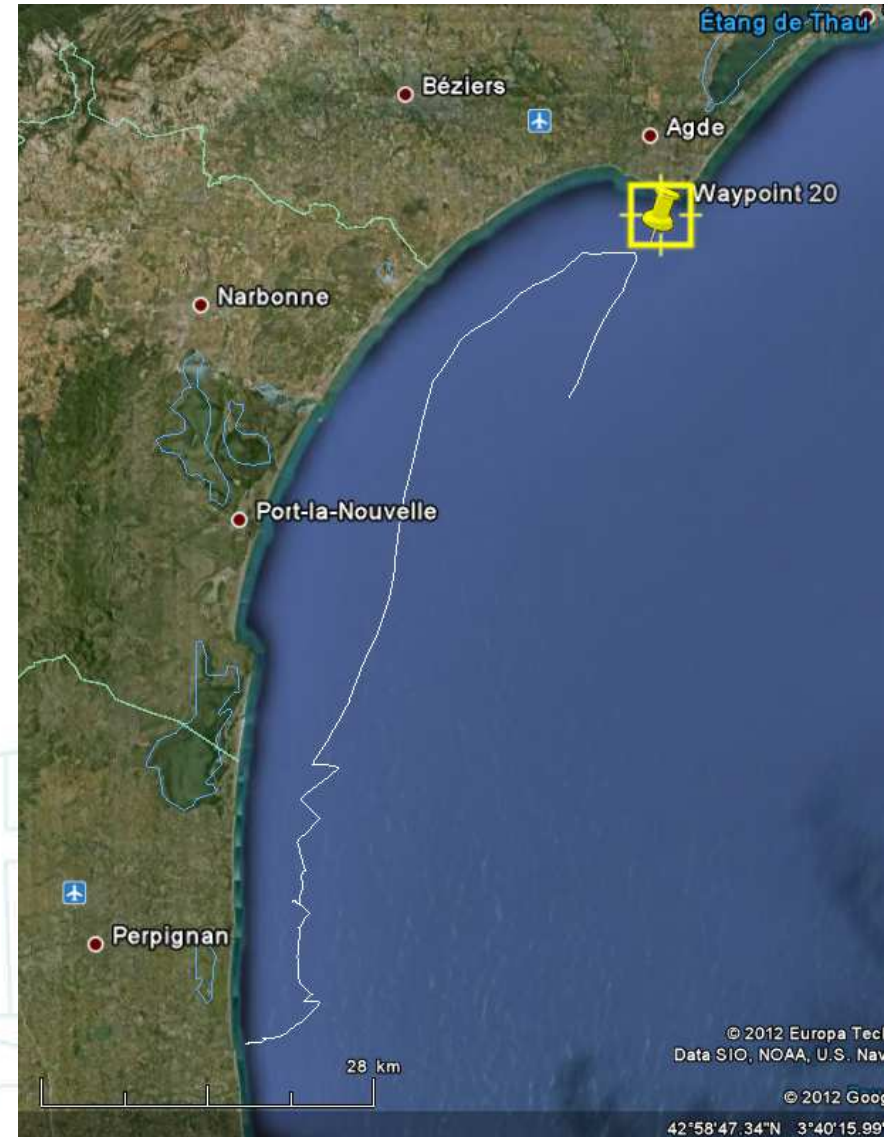 Étang de Thau
Béziers
Agde
Waypoint 20
Narbonne
Port-la-Nouvelle
Perpignan
28 km
© 2012 Europa Tech
Data SIO, NOAA, U.S. Nav
© 2012 Goog
42°58'47.34"N 3°40'15.99"